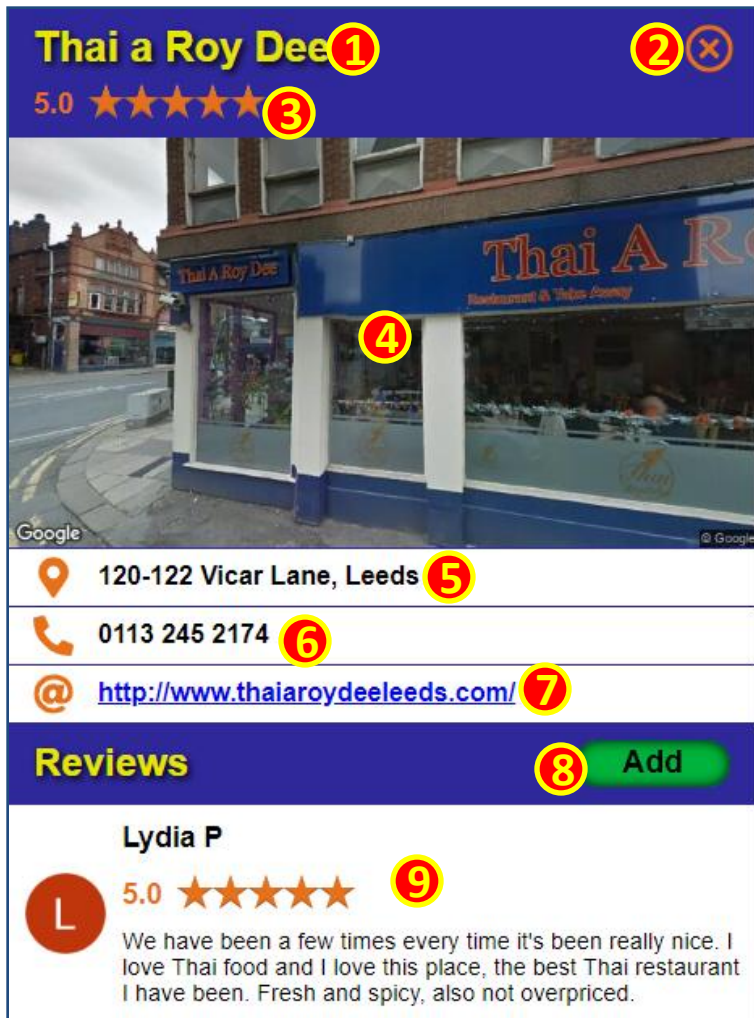 Thai a Roy Dee 1
2
5.0 3
Thai A Roy Dee
Thai A Ro
Restaurant & Take Away
4
Thai
Google
© Google
120-122 Vicar Lane, Leeds 5
0113 245 2174 6
@ http://www.thaiaroydeeleeds.com/ 7
Reviews 8 Add
Lydia P
L
5.0 9
We have been a few times every time it's been really nice. I
love Thai food and I love this place, the best Thai restaurant
I have been. Fresh and spicy, also not overpriced.